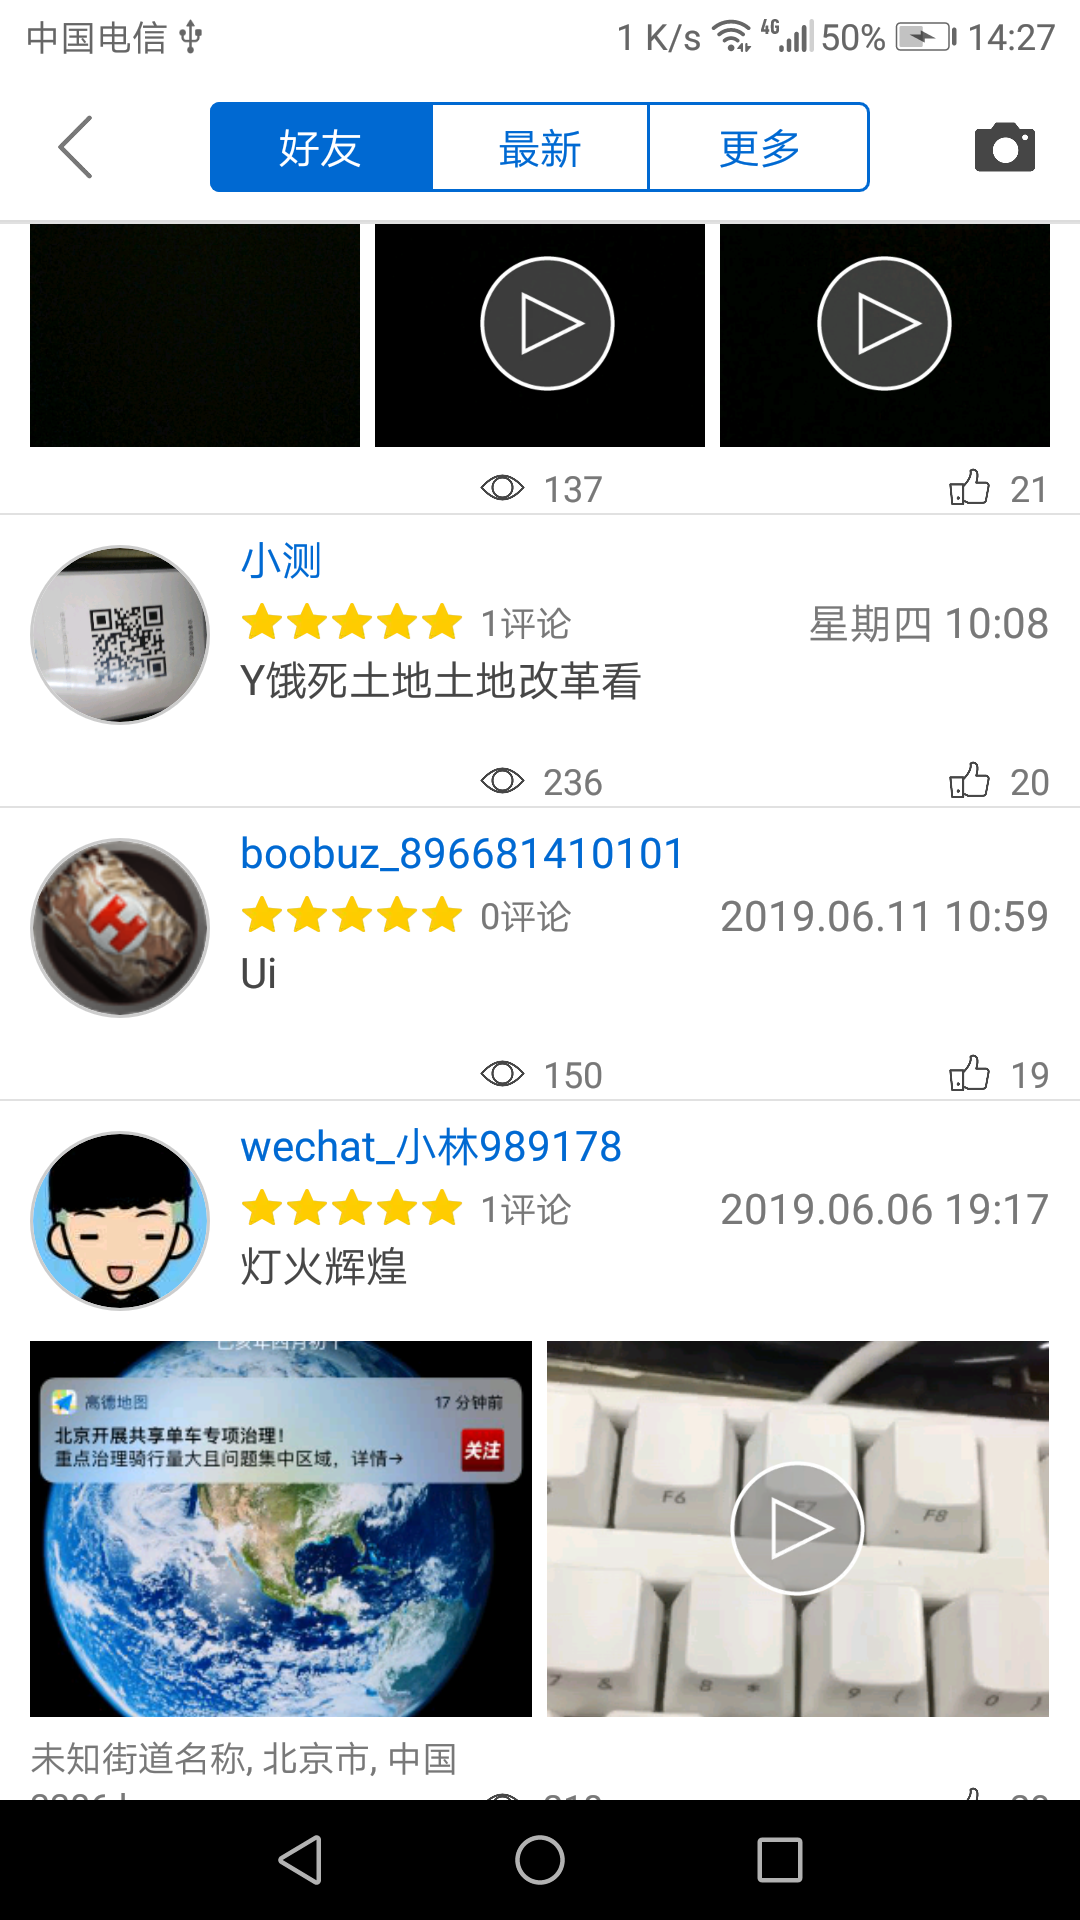 中国电信 1 K/s 4G 50% 14:27
好友 最新 更多
137 21
小测
1评论 星期四 10:08
Y饿死土地土地改革看
236 20
boobuz_896681410101
0评论 2019.06.11 10:59
Ui
150 19
wechat_小林989178
1评论 2019.06.06 19:17
灯火辉煌
高德地图 17 分钟前
北京开展共享单车专项治理!
重点治理骑行量大且问题集中区域，详情→
关注
F6 F7 F8
7 & 8 * 9 ( 0 )
未知街道名称, 北京市, 中国